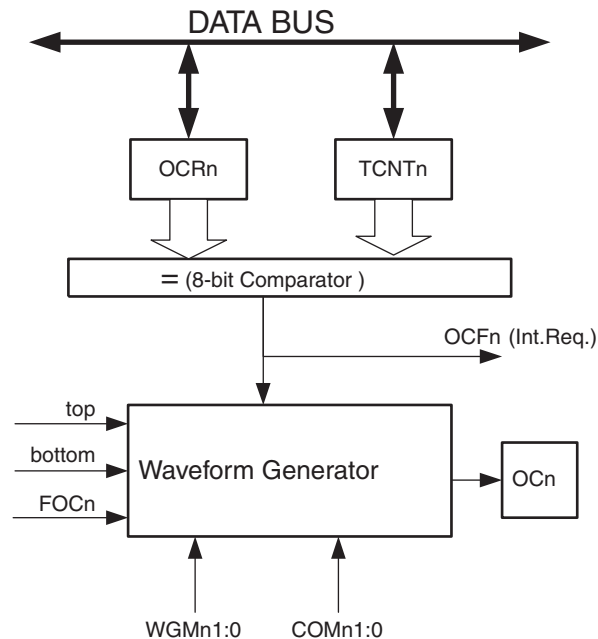 DATA BUS
OCRn
TCNTn
= (8-bit Comparator )
OCFn (Int.Req.)
top
bottom
FOCn
Waveform Generator
OCn
WGMn1:0
COMn1:0